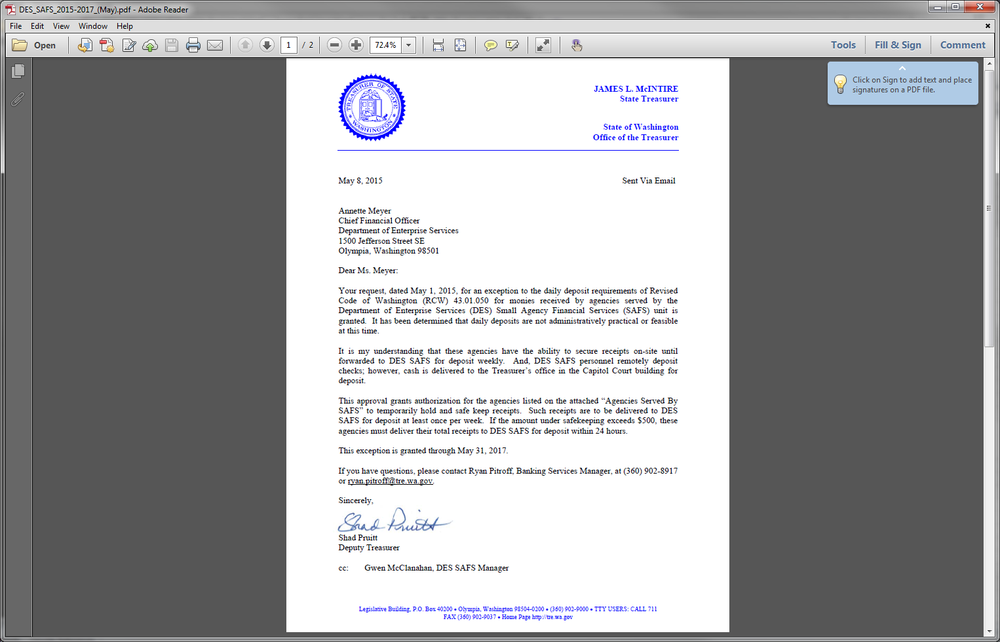 DES_SAFS_2015-2017_(May).pdf - Adobe Reader
File Edit View Window Help
Open 1 / 2 72.4% Tools Fill & Sign Comment
Click on Sign to add text and place
signatures on a PDF file.
TREASURER OF STATE
WASHINGTON
JAMES L. McINTIRE
State Treasurer
State of Washington
Office of the Treasurer
May 8, 2015 Sent Via Email
Annette Meyer
Chief Financial Officer
Department of Enterprise Services
1500 Jefferson Street SE
Olympia, Washington 98501
Dear Ms. Meyer:
Your request, dated May 1, 2015, for an exception to the daily deposit requirements of Revised
Code of Washington (RCW) 43.01.050 for monies received by agencies served by the
Department of Enterprise Services (DES) Small Agency Financial Services (SAFS) unit is
granted. It has been determined that daily deposits are not administratively practical or feasible
at this time.
It is my understanding that these agencies have the ability to secure receipts on-site until
forwarded to DES SAFS for deposit weekly. And, DES SAFS personnel remotely deposit
checks; however, cash is delivered to the Treasurer's office in the Capitol Court building for
deposit.
This approval grants authorization for the agencies listed on the attached “Agencies Served By
SAFS” to temporarily hold and safe keep receipts. Such receipts are to be delivered to DES
SAFS for deposit at least once per week. If the amount under safekeeping exceeds $500, these
agencies must deliver their total receipts to DES SAFS for deposit within 24 hours.
This exception is granted through May 31, 2017.
If you have questions, please contact Ryan Pitroff, Banking Services Manager, at (360) 902-8917
or ryan.pitroff@tre.wa.gov.
Sincerely,
Shad Pruitt
Shad Pruitt
Deputy Treasurer
cc: Gwen McClanahan, DES SAFS Manager
Legislative Building, P.O. Box 40200 • Olympia, Washington 98504-0200 • (360) 902-9000 • TTY USERS: CALL 711
FAX (360) 902-9037 • Home Page http://tre.wa.gov